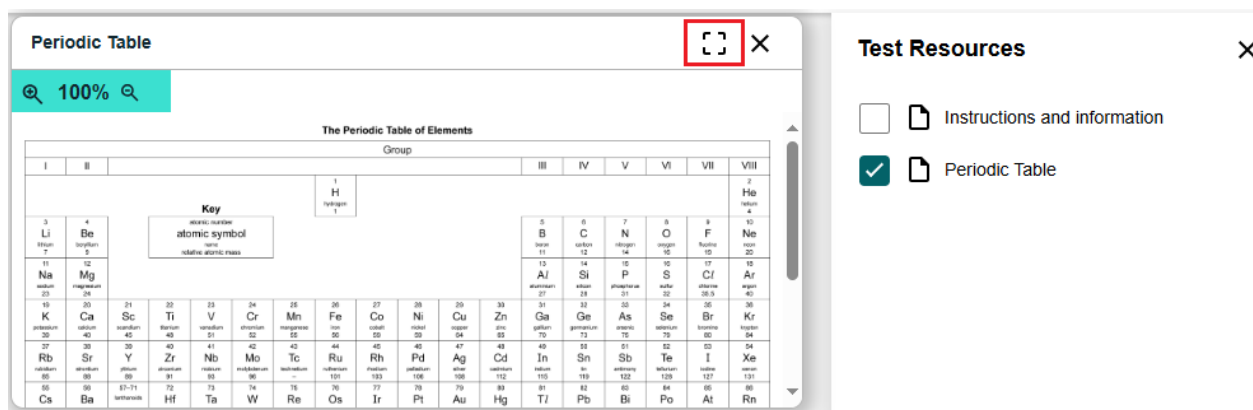 Periodic Table
Test Resources
100%
Instructions and information
Periodic Table
The Periodic Table of Elements
Group
I II III IV V VI VII VIII
1 2
H He
hydrogen helium
1 4
Key
3 4 atomic number 5 6 7 8 9 10
Li Be atomic symbol B C N O F Ne
lithium beryllium name boron carbon nitrogen oxygen fluorine neon
7 9 relative atomic mass 11 12 14 16 19 20
11 12 13 14 15 16 17 18
Na Mg Al Si P S Cl Ar
sodium magnesium aluminium silicon phosphorus sulfur chlorine argon
23 24 27 28 31 32 35.5 40
19 20 21 22 23 24 25 26 27 28 29 30 31 32 33 34 35 36
K Ca Sc Ti V Cr Mn Fe Co Ni Cu Zn Ga Ge As Se Br Kr
potassium calcium scandium titanium vanadium chromium manganese iron cobalt nickel copper zinc gallium germanium arsenic selenium bromine krypton
39 40 45 48 51 52 55 56 59 59 64 65 70 73 75 79 80 84
37 38 39 40 41 42 43 44 45 46 47 48 49 50 51 52 53 54
Rb Sr Y Zr Nb Mo Tc Ru Rh Pd Ag Cd In Sn Sb Te I Xe
rubidium strontium yttrium zirconium niobium molybdenum technetium ruthenium rhodium palladium silver cadmium indium tin antimony tellurium iodine xenon
85 88 89 91 93 96 – 101 103 106 108 112 115 119 122 128 127 131
55 56 57–71 72 73 74 75 76 77 78 79 80 81 82 83 84 85 86
Cs Ba lanthanoids Hf Ta W Re Os Ir Pt Au Hg Tl Pb Bi Po At Rn